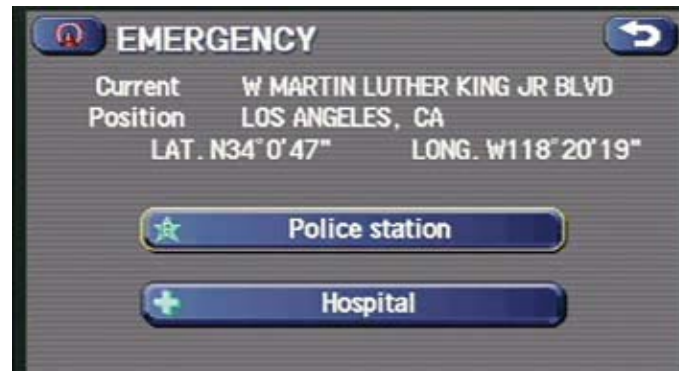 EMERGENCY
Current W MARTIN LUTHER KING JR BLVD
Position LOS ANGELES, CA
LAT. N34°0'47" LONG. W118°20'19"
Police station
Hospital